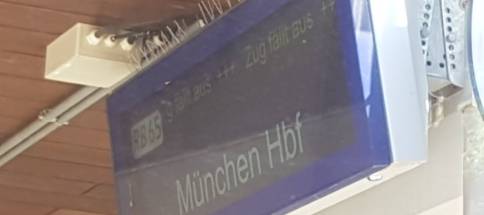 g fällt aus +++ Zug fällt aus ++
RB 65
München Hbf